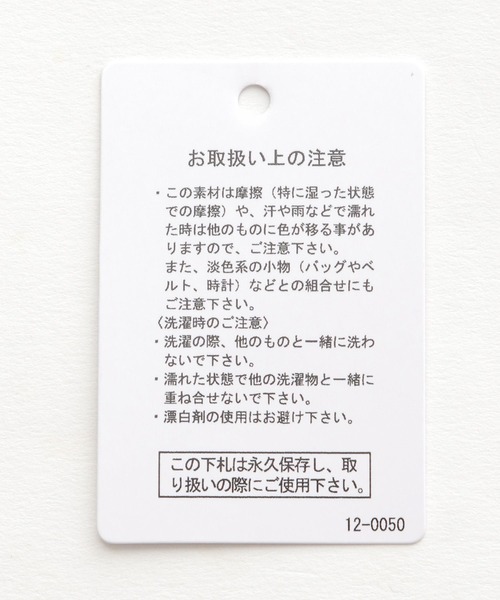 お取扱い上の注意
・この素材は摩擦（特に湿った状態
での摩擦）や、汗や雨などで濡れ
た時は他のものに色が移る事があ
りますので、ご注意下さい。
また、淡色系の小物（バッグやベ
ルト、時計）などとの組合せにも
ご注意下さい。
〈洗濯時のご注意〉
・洗濯の際、他のものと一緒に洗わ
ないで下さい。
・濡れた状態で他の洗濯物と一緒に
重ね合せないで下さい。
・漂白剤の使用はお避け下さい。
この下札は永久保存し、取
り扱いの際にご使用下さい。
12-0050